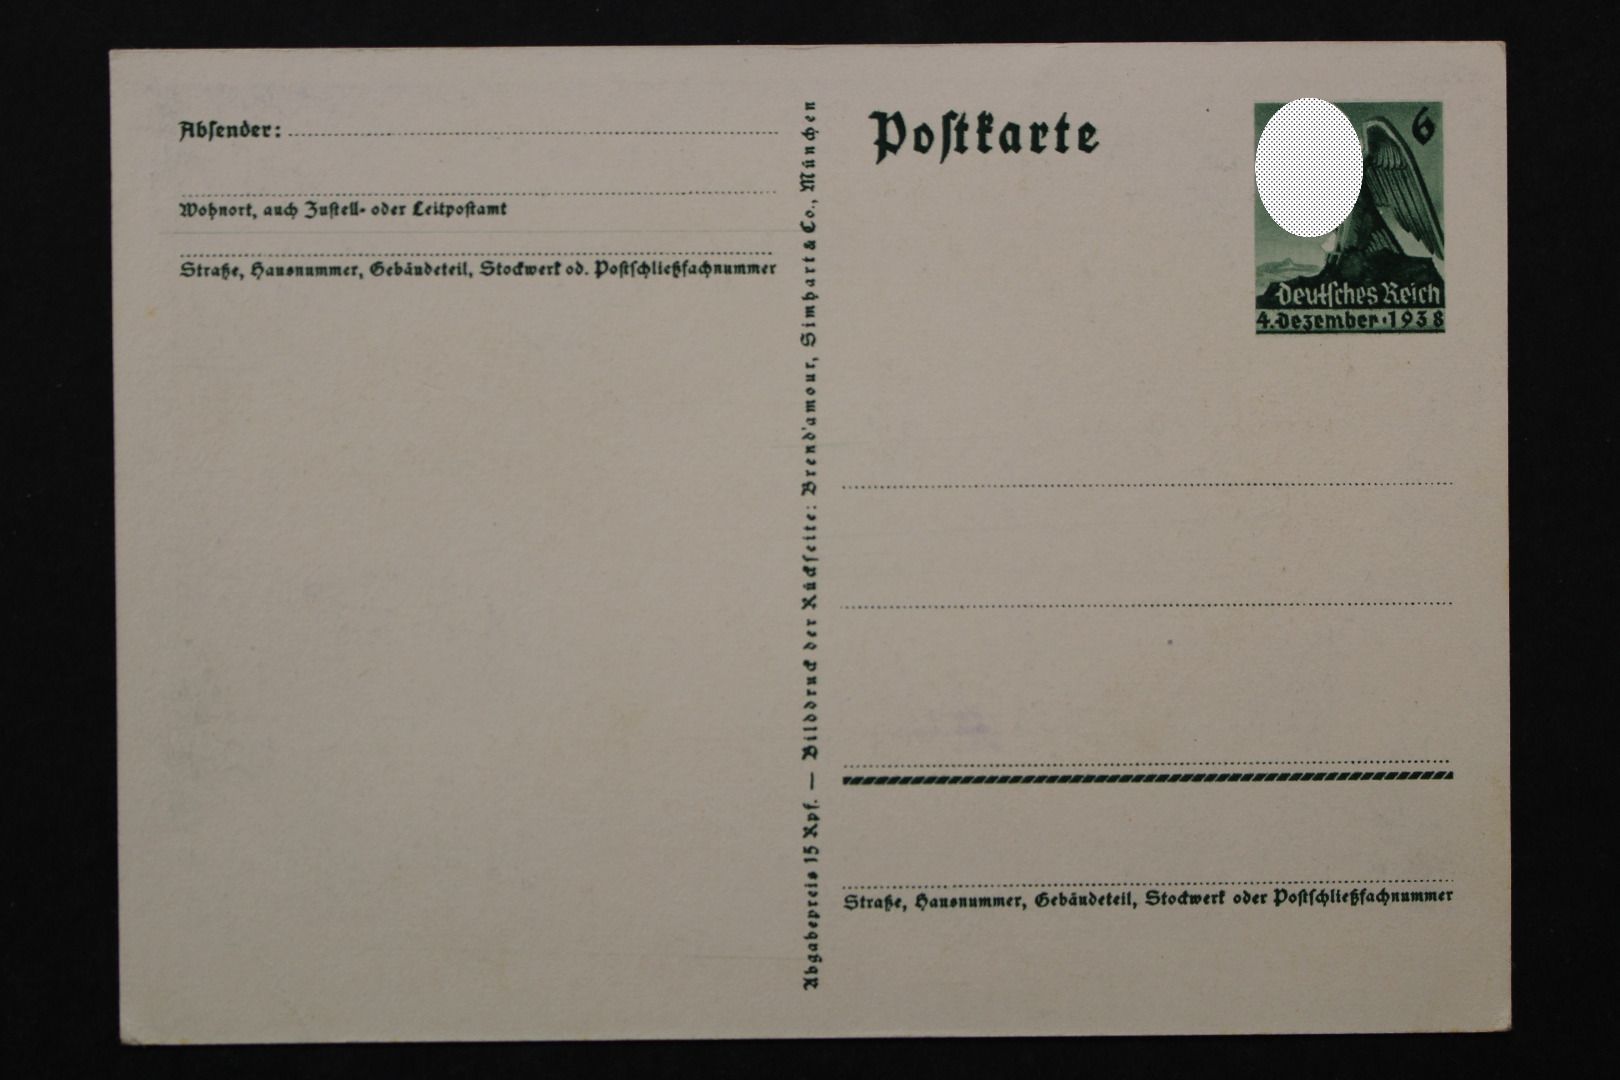 Absender:
Wohnort, auch Zustell- oder Leitpostamt
Straße, Hausnummer, Gebäudeteil, Stockwerk od. Postschließfachnummer
Abgabepreis 15 Rpf. — Bilddruck der Rückseite: Brend'amour, Simhart & Co., München
Postkarte
6
Deutsches Reich
4. Dezember · 1938
Straße, Hausnummer, Gebäudeteil, Stockwerk oder Postschließfachnummer